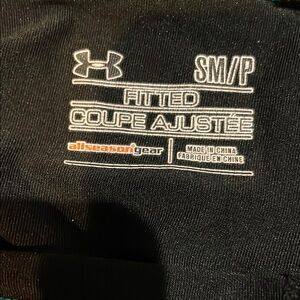 SM/P
FITTED
COUPE AJUSTÉE
allseasongear
MADE IN CHINA
FABRIQUÉ EN CHINE